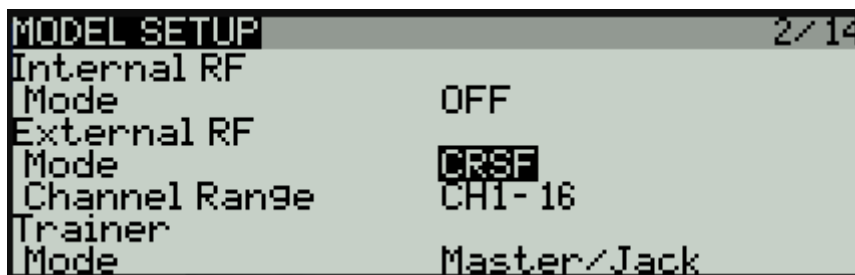 MODEL SETUP 2/14
Internal RF
Mode OFF
External RF
Mode CRSF
Channel Range CH1-16
Trainer
Mode Master/Jack